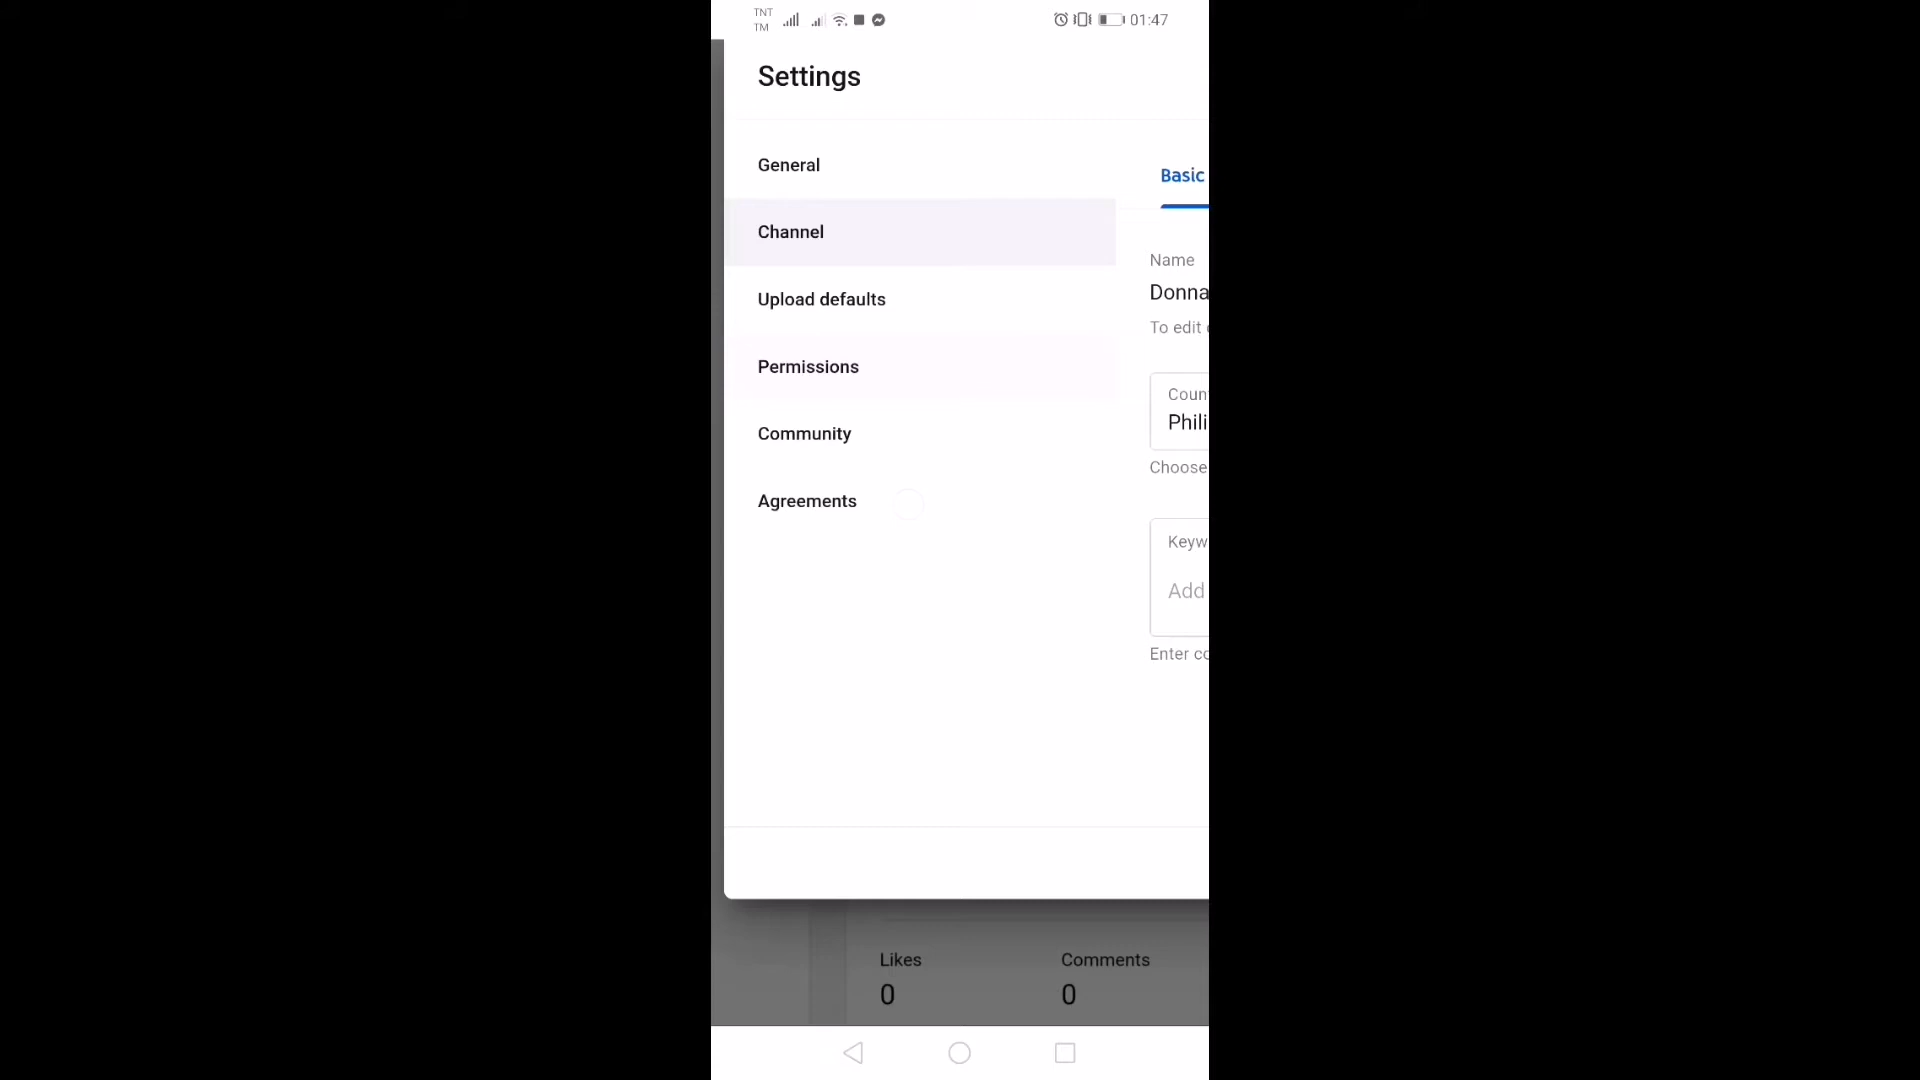 TNT
TM
01:47
Settings
General
Channel
Upload defaults
Permissions
Community
Agreements
Basic
Name
Donna
To edit
Coun
Phili
Choose
Keyw
Add
Enter co
Likes
Comments
0
0